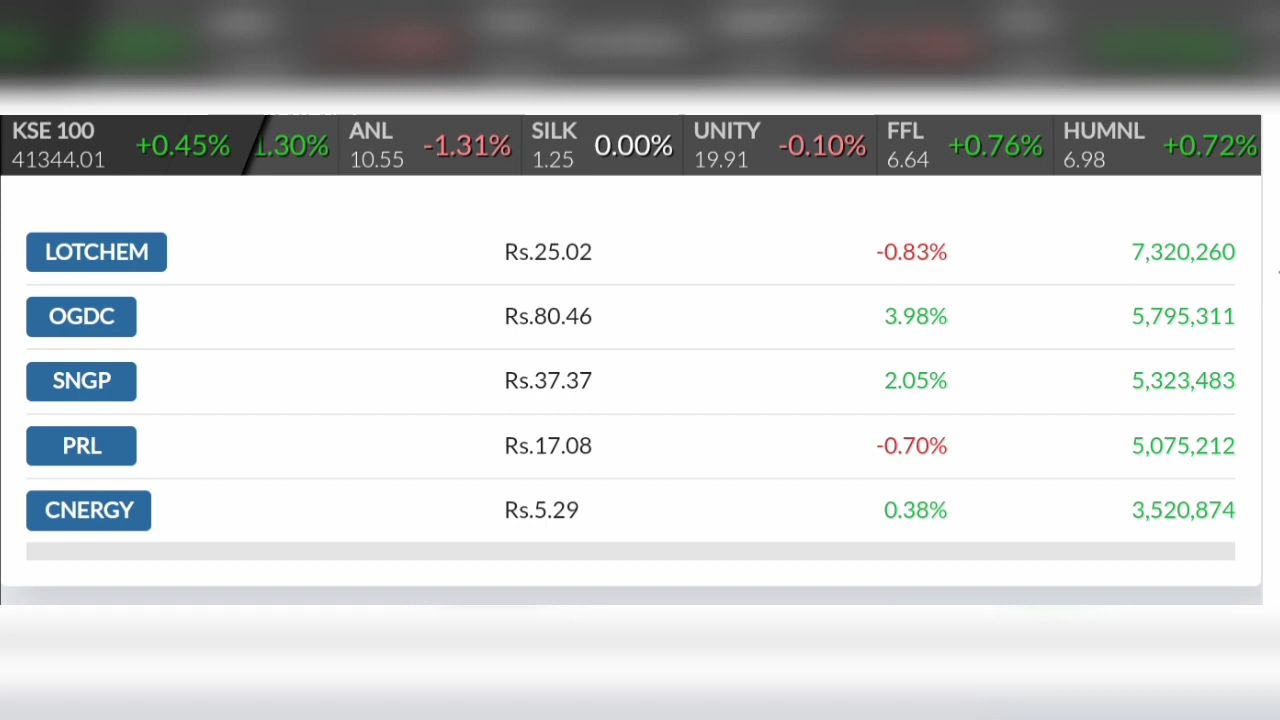 KSE 100
41344.01
+0.45%
1.30%
ANL
10.55
-1.31%
SILK
1.25
0.00%
UNITY
19.91
-0.10%
FFL
6.64
+0.76%
HUMNL
6.98
+0.72%
LOTCHEM Rs.25.02 -0.83% 7,320,260
OGDC Rs.80.46 3.98% 5,795,311
SNGP Rs.37.37 2.05% 5,323,483
PRL Rs.17.08 -0.70% 5,075,212
CNERGY Rs.5.29 0.38% 3,520,874